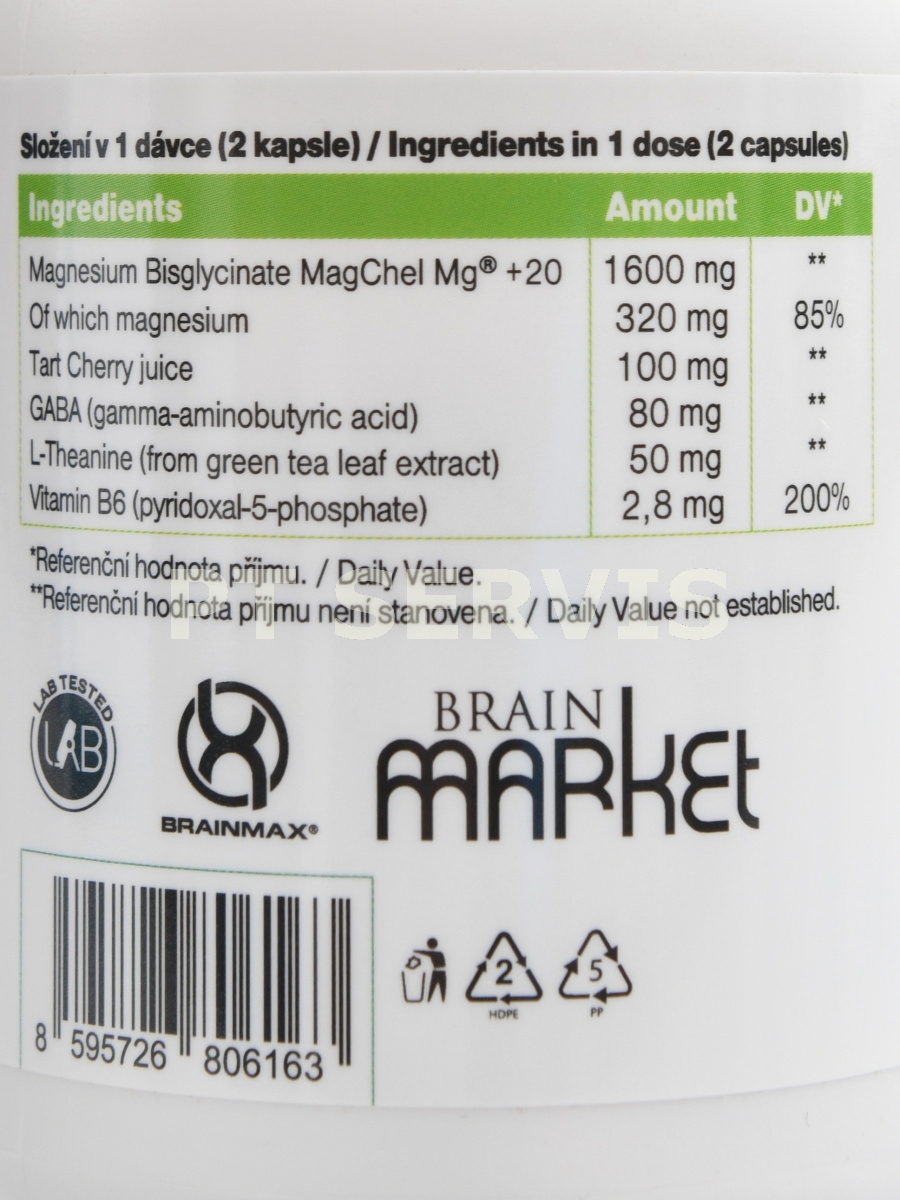 Složení v 1 dávce (2 kapsle) / Ingredients in 1 dose (2 capsules)
Ingredients Amount DV*
Magnesium Bisglycinate MagChel Mg® +20 1600 mg **
Of which magnesium 320 mg 85%
Tart Cherry juice 100 mg **
GABA (gamma-aminobutyric acid) 80 mg **
L-Theanine (from green tea leaf extract) 50 mg **
Vitamin B6 (pyridoxal-5-phosphate) 2,8 mg 200%
*Referenční hodnota příjmu. / Daily Value.
**Referenční hodnota příjmu není stanovena. / Daily Value not established.
PT SERVIS
LAB TESTED
LAB
BRAINMAX®
BRAIN
MARKET
8 595726 806163
2
HDPE
5
PP